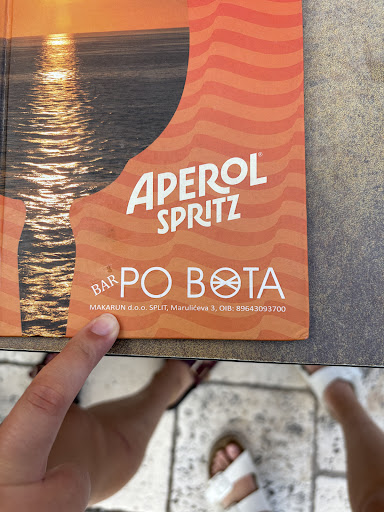 APEROL®
SPRITZ
BAR PO BOTA
MAKARUN d.o.o. SPLIT, Marulićeva 3, OIB: 89643093700